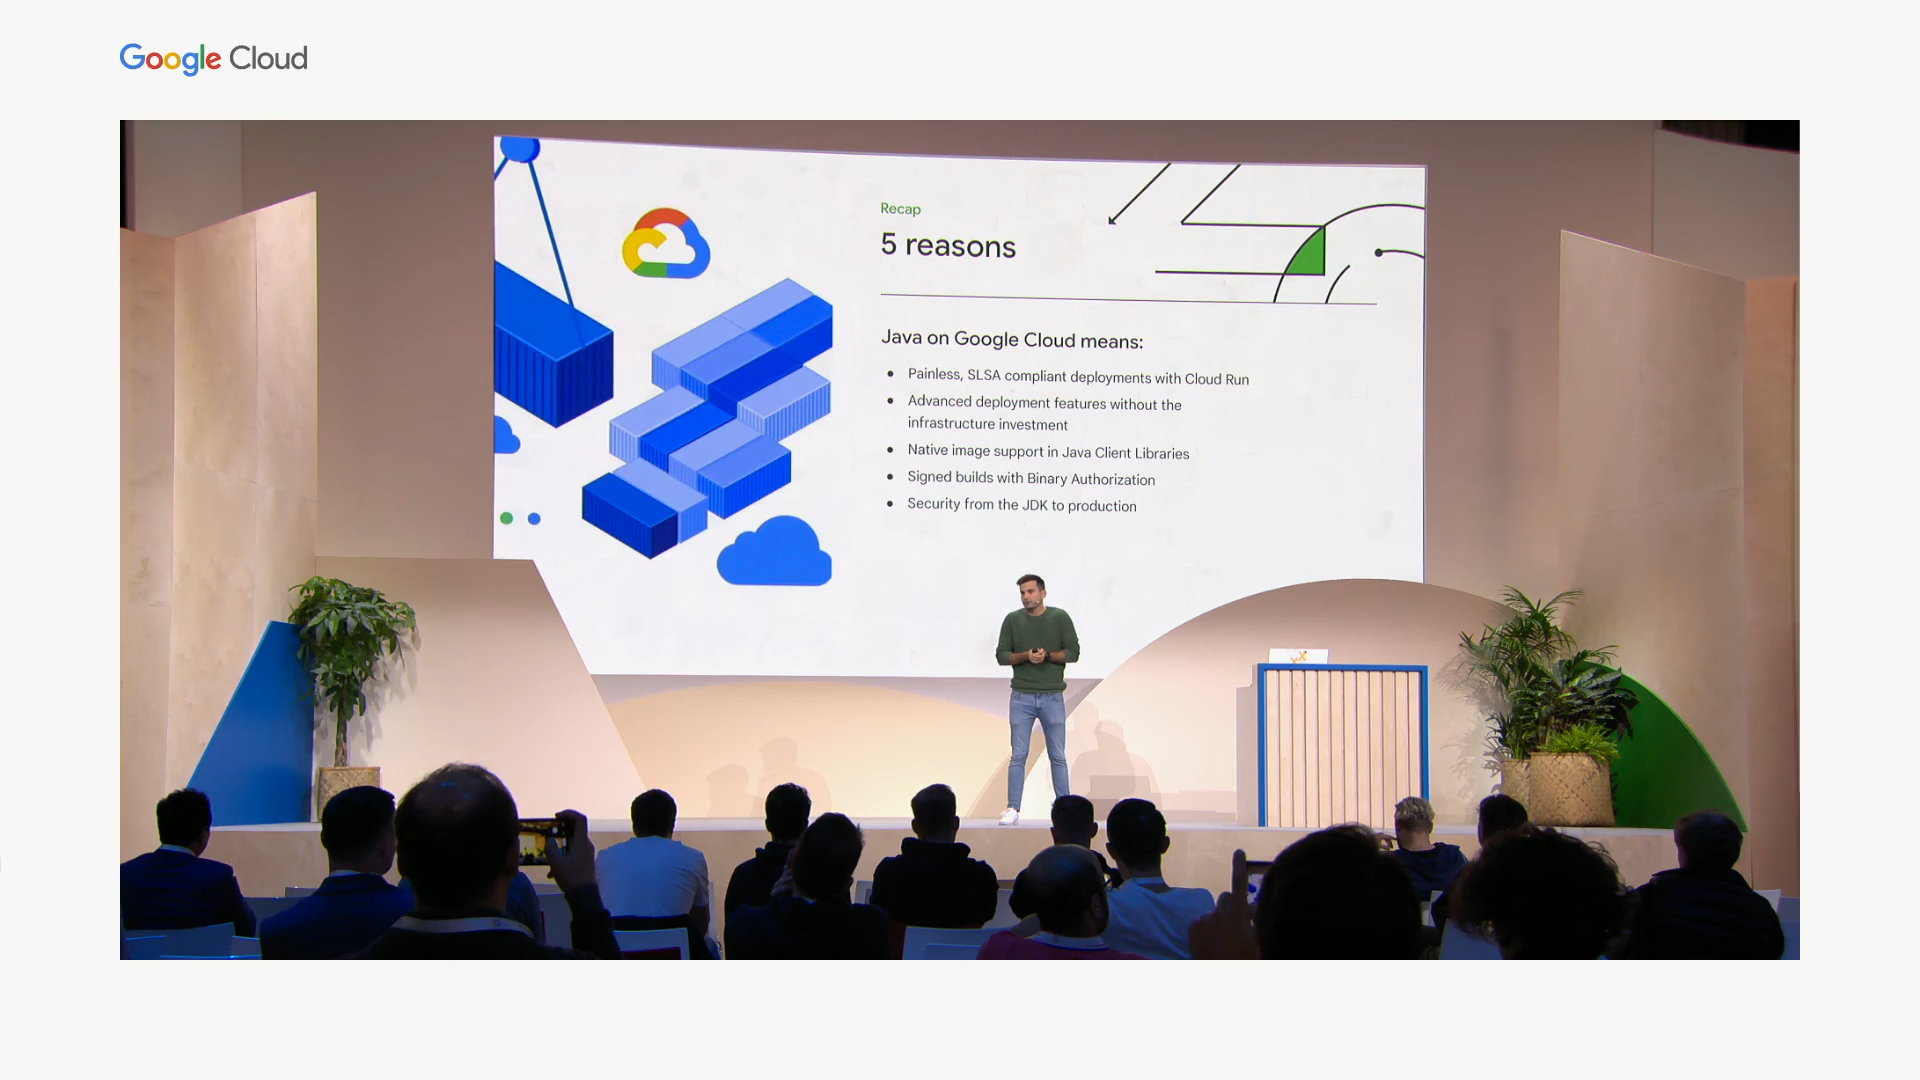 Google Cloud
Recap
5 reasons
Java on Google Cloud means:
● Painless, SLSA compliant deployments with Cloud Run
● Advanced deployment features without the
infrastructure investment
● Native image support in Java Client Libraries
● Signed builds with Binary Authorization
● Security from the JDK to production